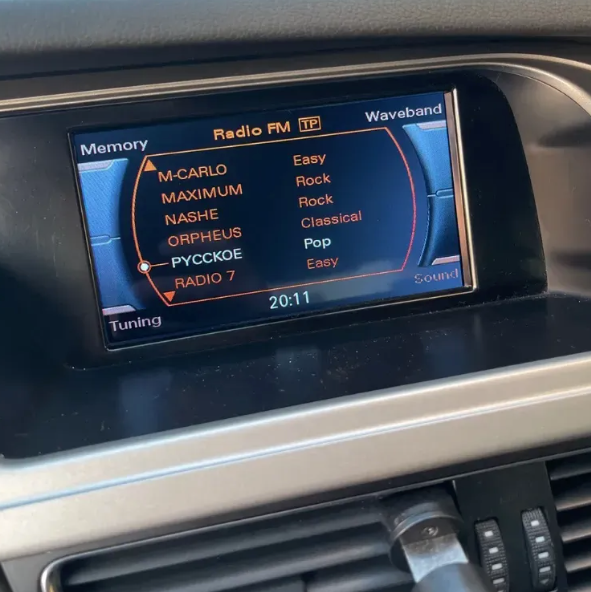 Memory Radio FM TP Waveband
M-CARLO Easy
MAXIMUM Rock
NASHE Rock
ORPHEUS Classical
РУССКОЕ Pop
RADIO 7 Easy
Sound
20:11
Tuning